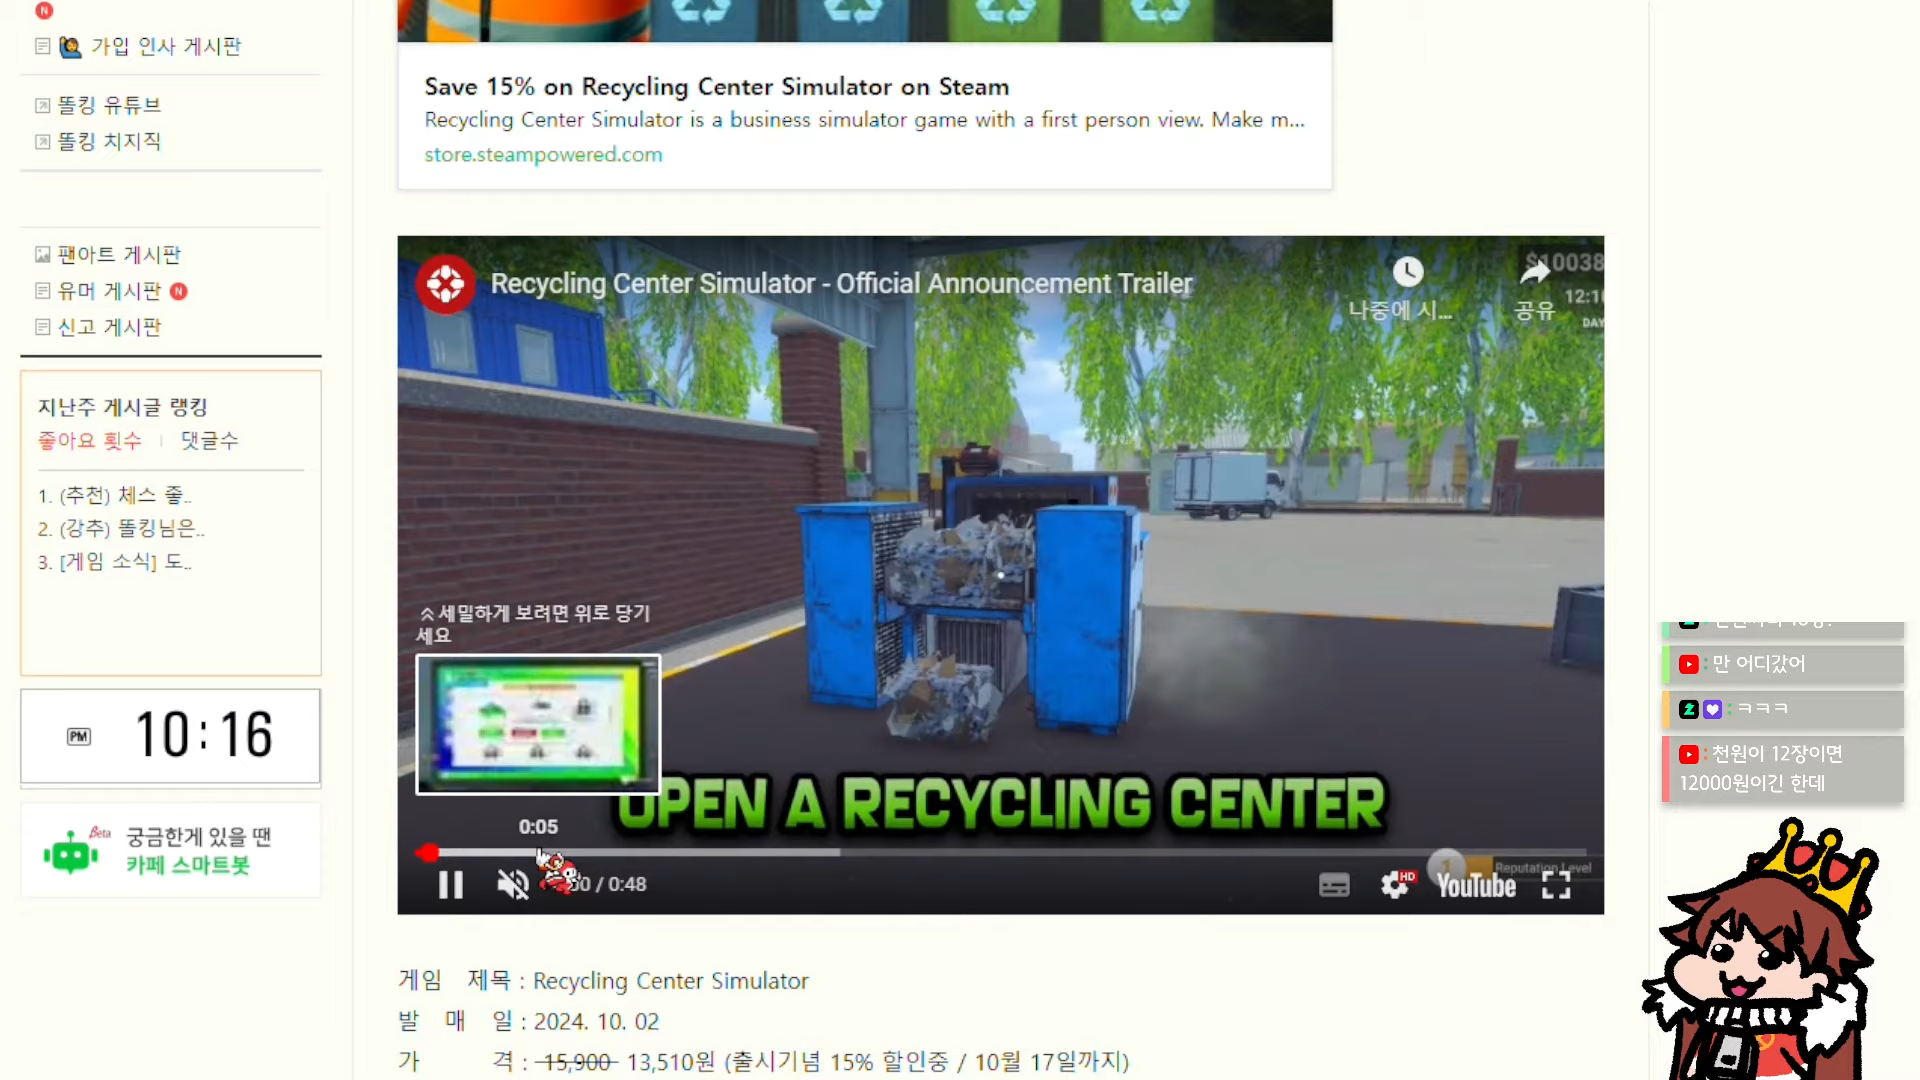 N
가입 인사 게시판
똘킹 유튜브
똘킹 치지직
팬아트 게시판
유머 게시판 N
신고 게시판
지난주 게시글 랭킹
좋아요 횟수 | 댓글수
1. (추천) 체스 좋..
2. (강추) 똘킹님은..
3. [게임 소식] 도..
PM 10:16
Beta
궁금한게 있을 땐
카페 스마트봇
Save 15% on Recycling Center Simulator on Steam
Recycling Center Simulator is a business simulator game with a first person view. Make m...
store.steampowered.com
Recycling Center Simulator - Official Announcement Trailer
나중에 시...
공유
$10038
12:1
DAY
세밀하게 보려면 위로 당기
세요
OPEN A RECYCLING CENTER
0:05
/ 0:48
1
Reputation Level
HD
YouTube
게임 제목 : Recycling Center Simulator
발 매 일 : 2024. 10. 02
가 격 : 15,900 13,510원 (출시기념 15% 할인중 / 10월 17일까지)
: 만 어디갔어
: ㅋㅋㅋ
: 천원이 12장이면
12000원이긴 한데